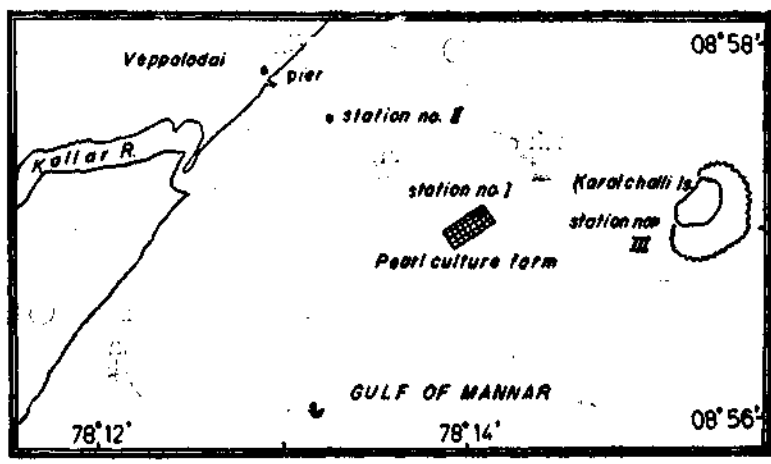 08°58'
Veppolodai
pier
station no. II
Kallar R.
station no. I
Karaichalli Is.
station no.
III
Pearl culture farm
GULF OF MANNAR
08°56'
78°12'
78°14'